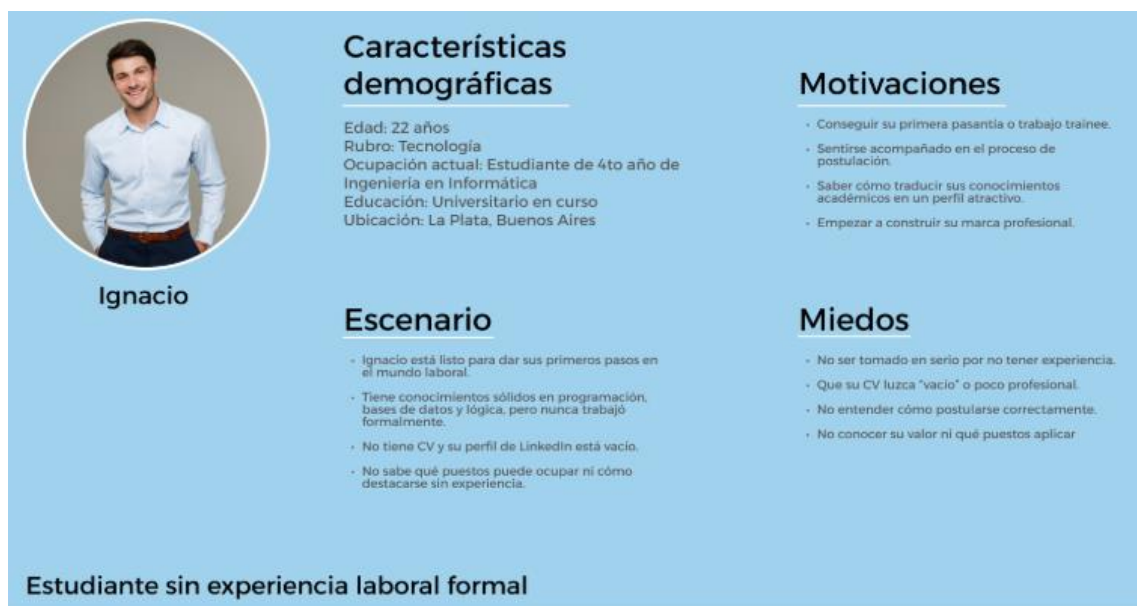 Ignacio
Características
demográficas
Edad: 22 años
Rubro: Tecnología
Ocupación actual: Estudiante de 4to año de
Ingeniería en Informática
Educación: Universitario en curso
Ubicación: La Plata, Buenos Aires
Motivaciones
• Conseguir su primera pasantía o trabajo trainee.
• Sentirse acompañado en el proceso de
postulación.
• Saber cómo traducir sus conocimientos
académicos en un perfil atractivo.
• Empezar a construir su marca profesional.
Escenario
• Ignacio está listo para dar sus primeros pasos en
el mundo laboral.
• Tiene conocimientos sólidos en programación,
bases de datos y lógica, pero nunca trabajó
formalmente.
• No tiene CV y su perfil de LinkedIn está vacío.
• No sabe qué puestos puede ocupar ni cómo
destacarse sin experiencia.
Miedos
• No ser tomado en serio por no tener experiencia.
• Que su CV luzca "vacío" o poco profesional.
• No entender cómo postularse correctamente.
• No conocer su valor ni qué puestos aplicar
Estudiante sin experiencia laboral formal